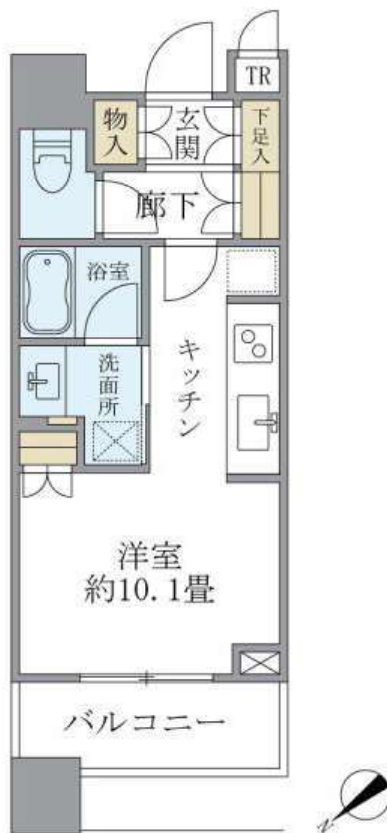 TR
物入
玄関
下足入
廊下
浴室
キッチン
洗面所
洋室
約10.1畳
バルコニー
N